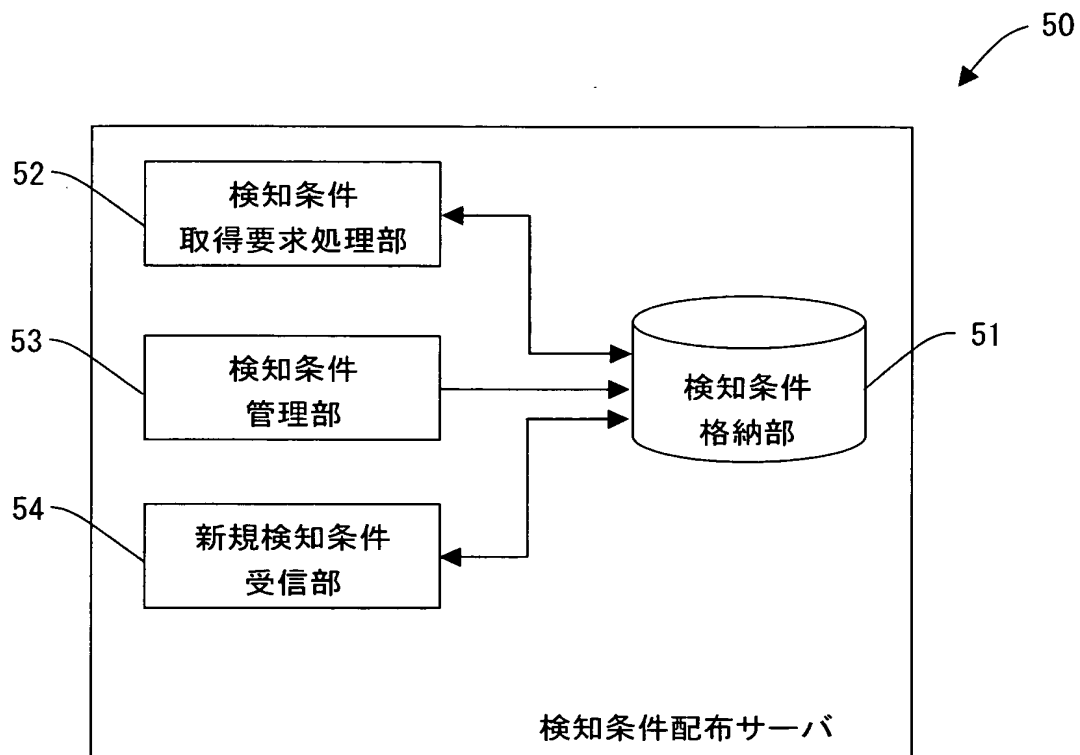 50
52
検知条件
取得要求処理部
53
検知条件
管理部
51
検知条件
格納部
54
新規検知条件
受信部
検知条件配布サーバ